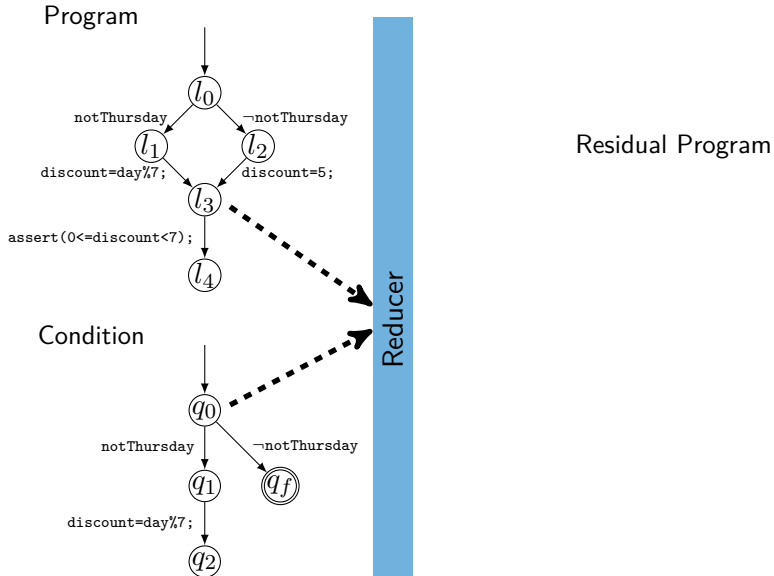 Program
l0
notThursday
¬notThursday
l1
l2
Residual Program
discount=day%7;
discount=5;
l3
assert(0<=discount<7);
l4
Reducer
Condition
q0
notThursday
¬notThursday
q1
qf
discount=day%7;
q2